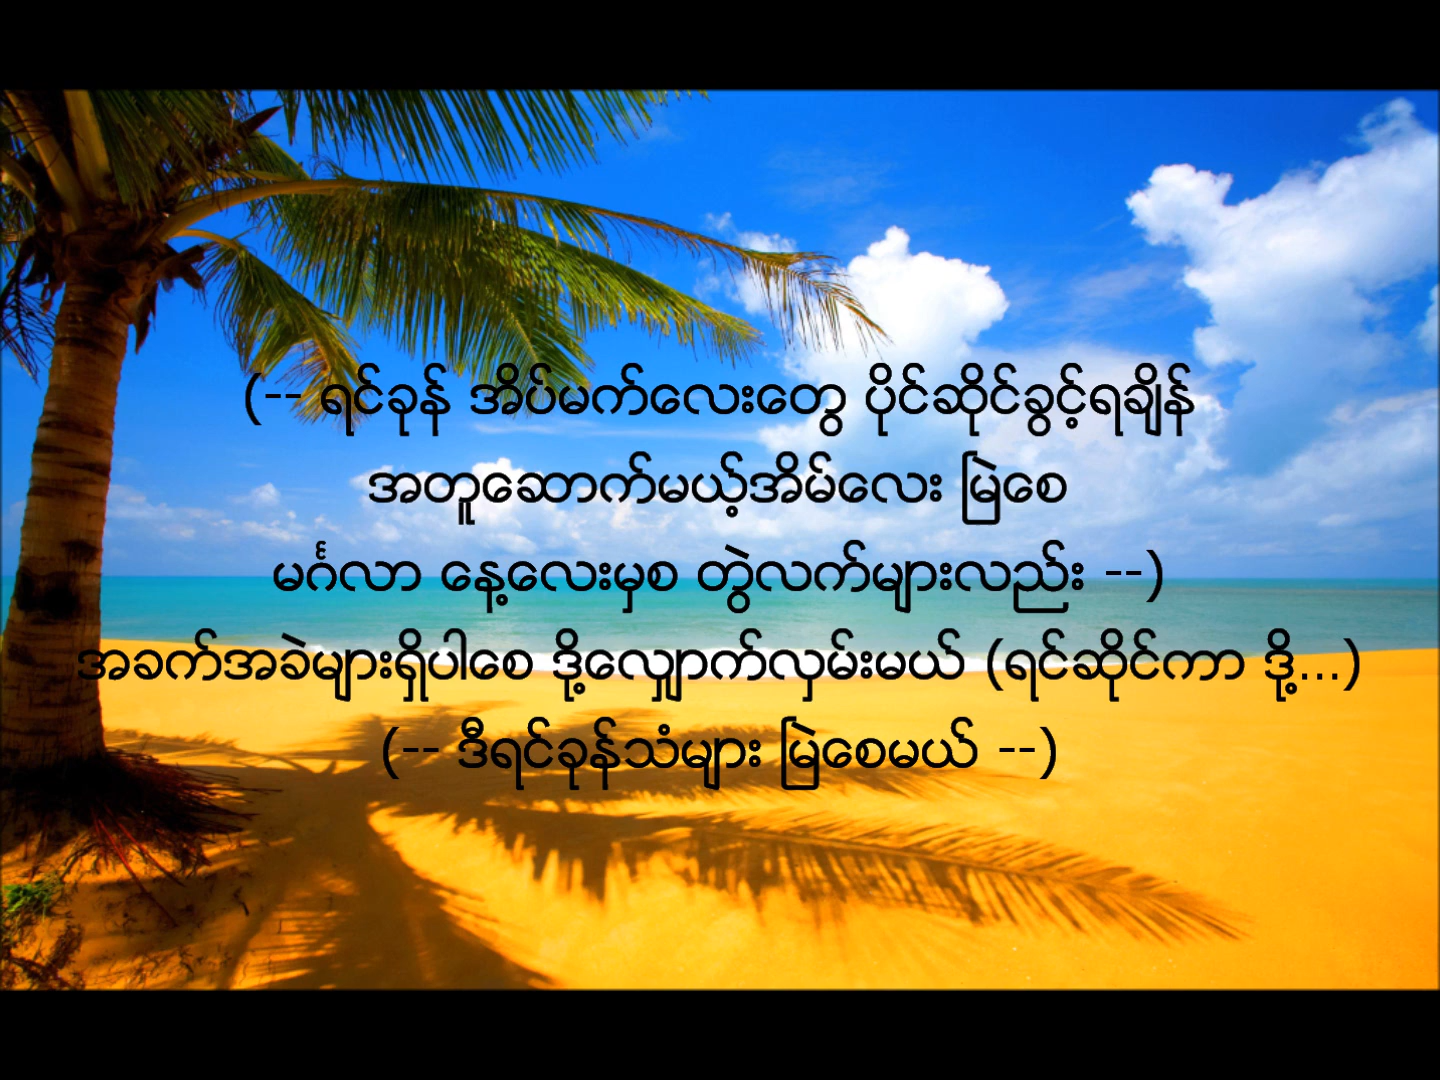 (-- ရင်ခုန် အိပ်မက်လေးတွေ ပိုင်ဆိုင်ခွင့်ရချိန်
အတူဆောက်မယ့်အိမ်လေး မြဲစေ
မင်္ဂလာ နေ့လေးမှစ တွဲလက်များလည်း --)
အခက်အခဲများရှိပါစေ ဒို့လျှောက်လှမ်းမယ် (ရင်ဆိုင်ကာ ဒို့...)
(-- ဒီရင်ခုန်သံများ မြဲစေမယ် --)